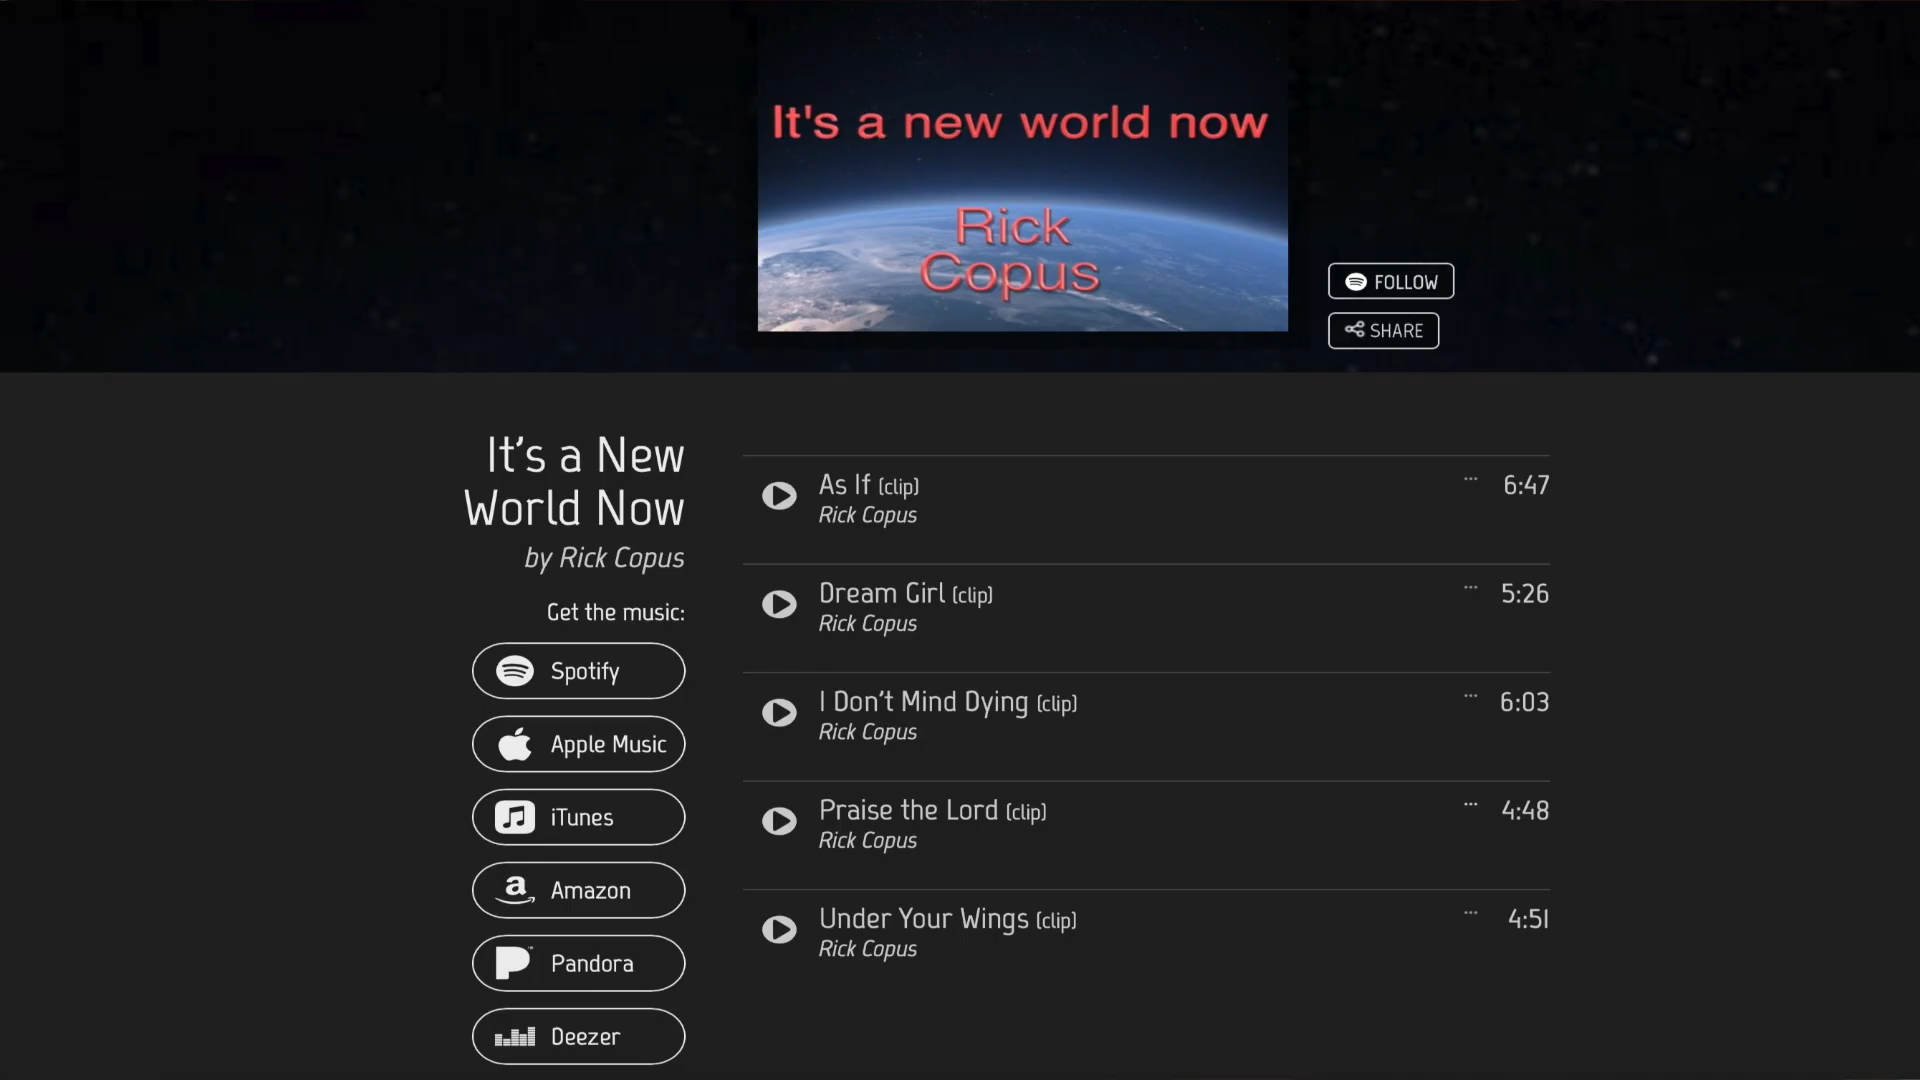 It's a new world now
Rick
Copus
FOLLOW
SHARE
It's a New
World Now
by Rick Copus
Get the music:
Spotify
Apple Music
iTunes
Amazon
Pandora
Deezer
As If (clip) ... 6:47
Rick Copus
Dream Girl (clip) ... 5:26
Rick Copus
I Don't Mind Dying (clip) ... 6:03
Rick Copus
Praise the Lord (clip) ... 4:48
Rick Copus
Under Your Wings (clip) ... 4:51
Rick Copus